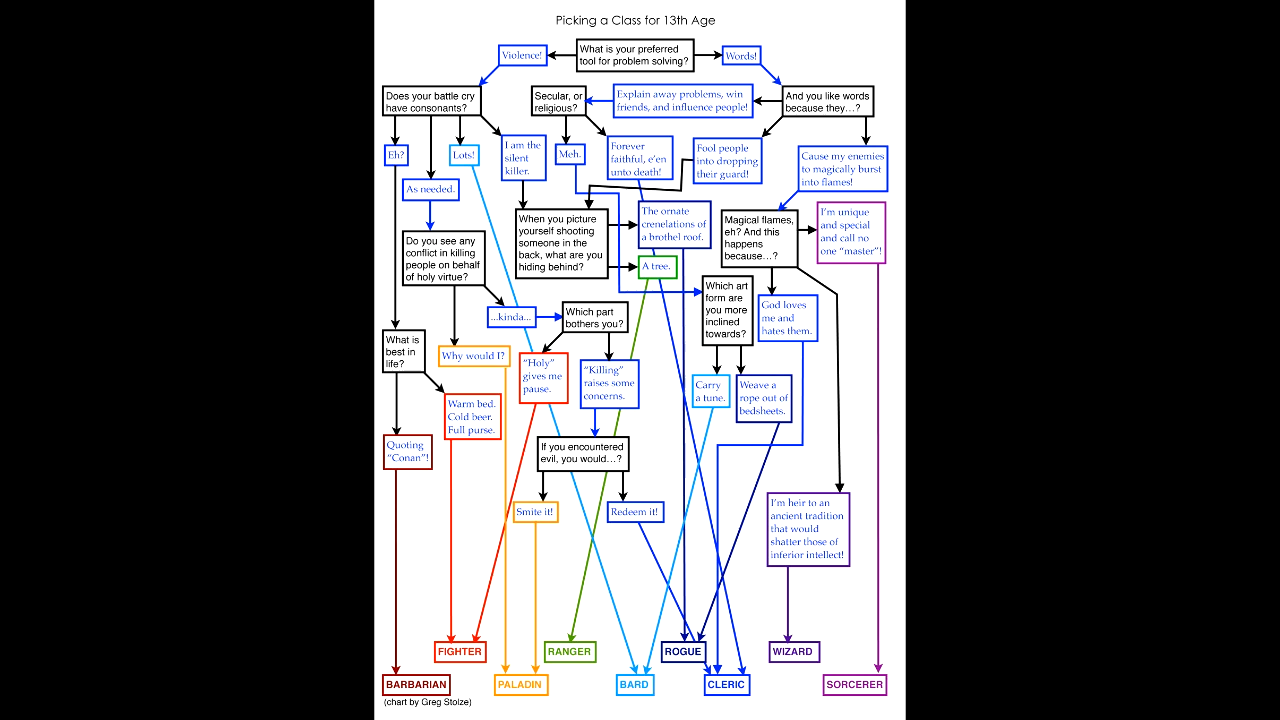 Picking a Class for 13th Age
What is your preferred
tool for problem solving?
Violence!
Words!
Does your battle cry
have consonants?
Secular, or
religious?
Explain away problems, win
friends, and influence people!
And you like words
because they…?
Eh?
Lots!
I am the
silent
killer.
Meh.
Forever
faithful, e'en
unto death!
Fool people
into dropping
their guard!
Cause my enemies
to magically burst
into flames!
As needed.
When you picture
yourself shooting
someone in the
back, what are you
hiding behind?
The ornate
crenelations of
a brothel roof.
Magical flames,
eh? And this
happens
because…?
I'm unique
and special
and call no
one “master”!
Do you see any
conflict in killing
people on behalf
of holy virtue?
A tree.
Which art
form are
you more
inclined
towards?
God loves
me and
hates them.
...kinda...
Which part
bothers you?
What is
best in
life?
Why would I?
“Holy”
gives me
pause.
“Killing”
raises some
concerns.
Carry
a tune.
Weave a
rope out of
bedsheets.
Warm bed.
Cold beer.
Full purse.
Quoting
“Conan”!
If you encountered
evil, you would…?
Smite it!
Redeem it!
I'm heir to an
ancient tradition
that would
shatter those of
inferior intellect!
FIGHTER
RANGER
ROGUE
WIZARD
BARBARIAN
PALADIN
BARD
CLERIC
SORCERER
(chart by Greg Stolze)